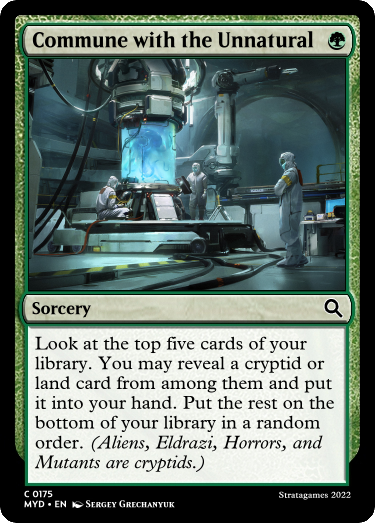 Commune with the Unnatural
Sorcery
Look at the top five cards of your
library. You may reveal a cryptid or
land card from among them and put
it into your hand. Put the rest on the
bottom of your library in a random
order. (Aliens, Eldrazi, Horrors, and
Mutants are cryptids.)
C 0175
MYD • EN Sergey Grechanyuk
Stratagames 2022